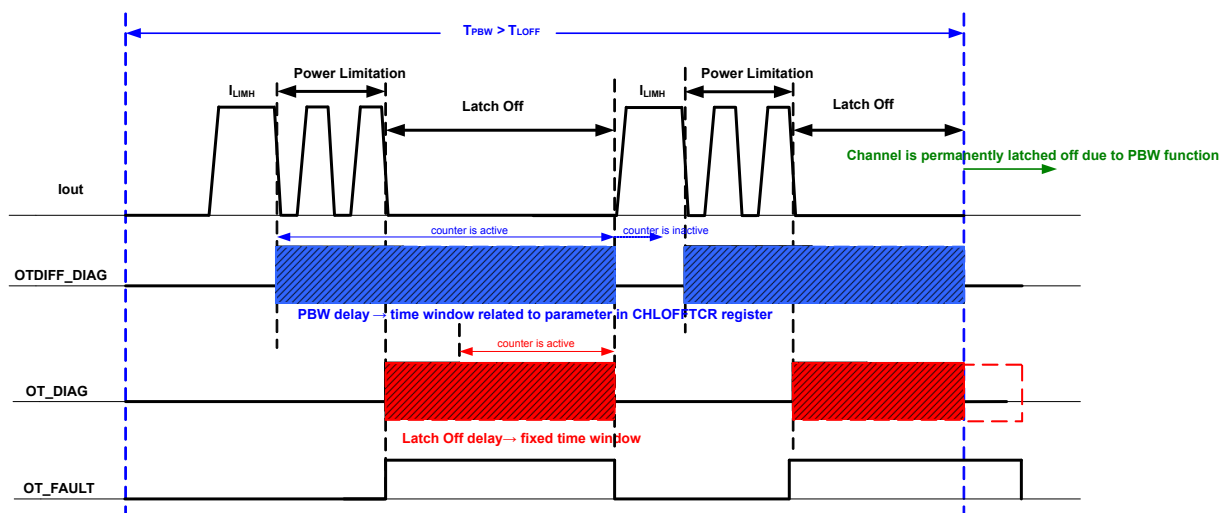 TPBW > TLOFF
Power Limitation
Power Limitation
ILIMH
ILIMH
Latch Off
Latch Off
Channel is permanently latched off due to PBW function
Iout
counter is active
counter is inactive
OTDIFF_DIAG
PBW delay → time window related to parameter in CHLOFFTCR register
counter is active
OT_DIAG
Latch Off delay→ fixed time window
OT_FAULT